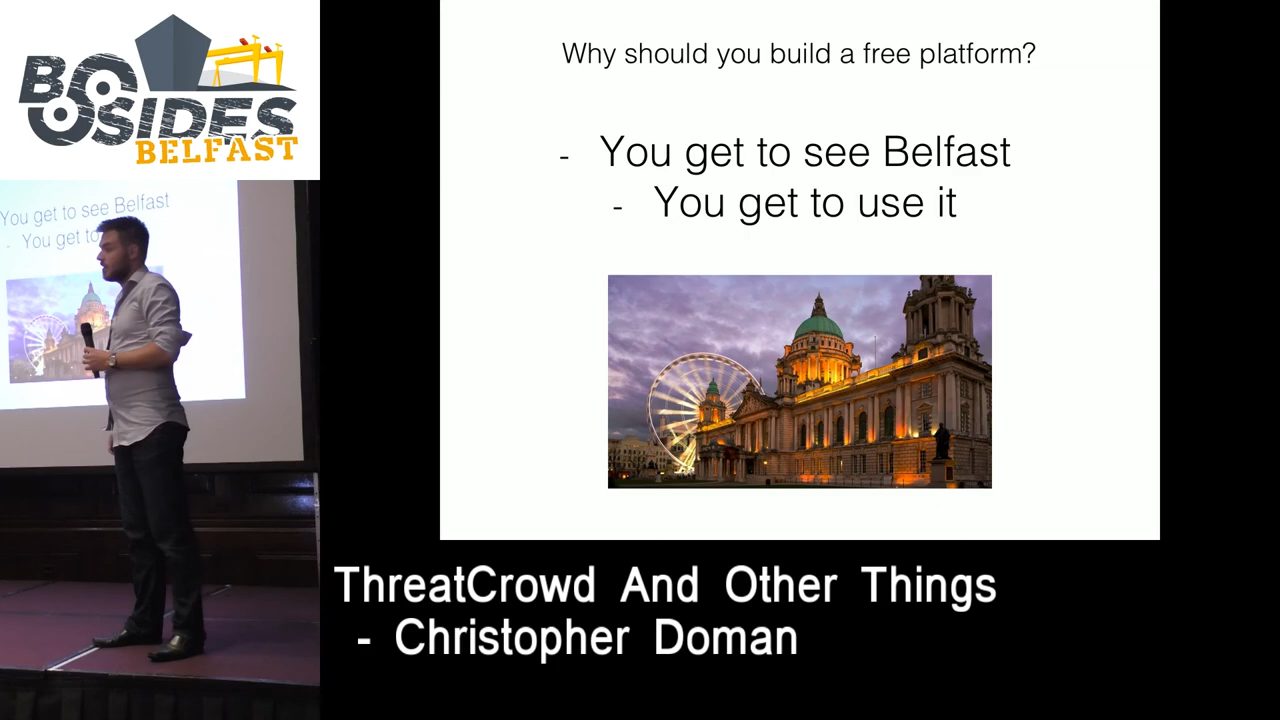 BSIDES
BELFAST
You get to see Belfast
- You get to
Why should you build a free platform?
- You get to see Belfast
- You get to use it
ThreatCrowd And Other Things
- Christopher Doman